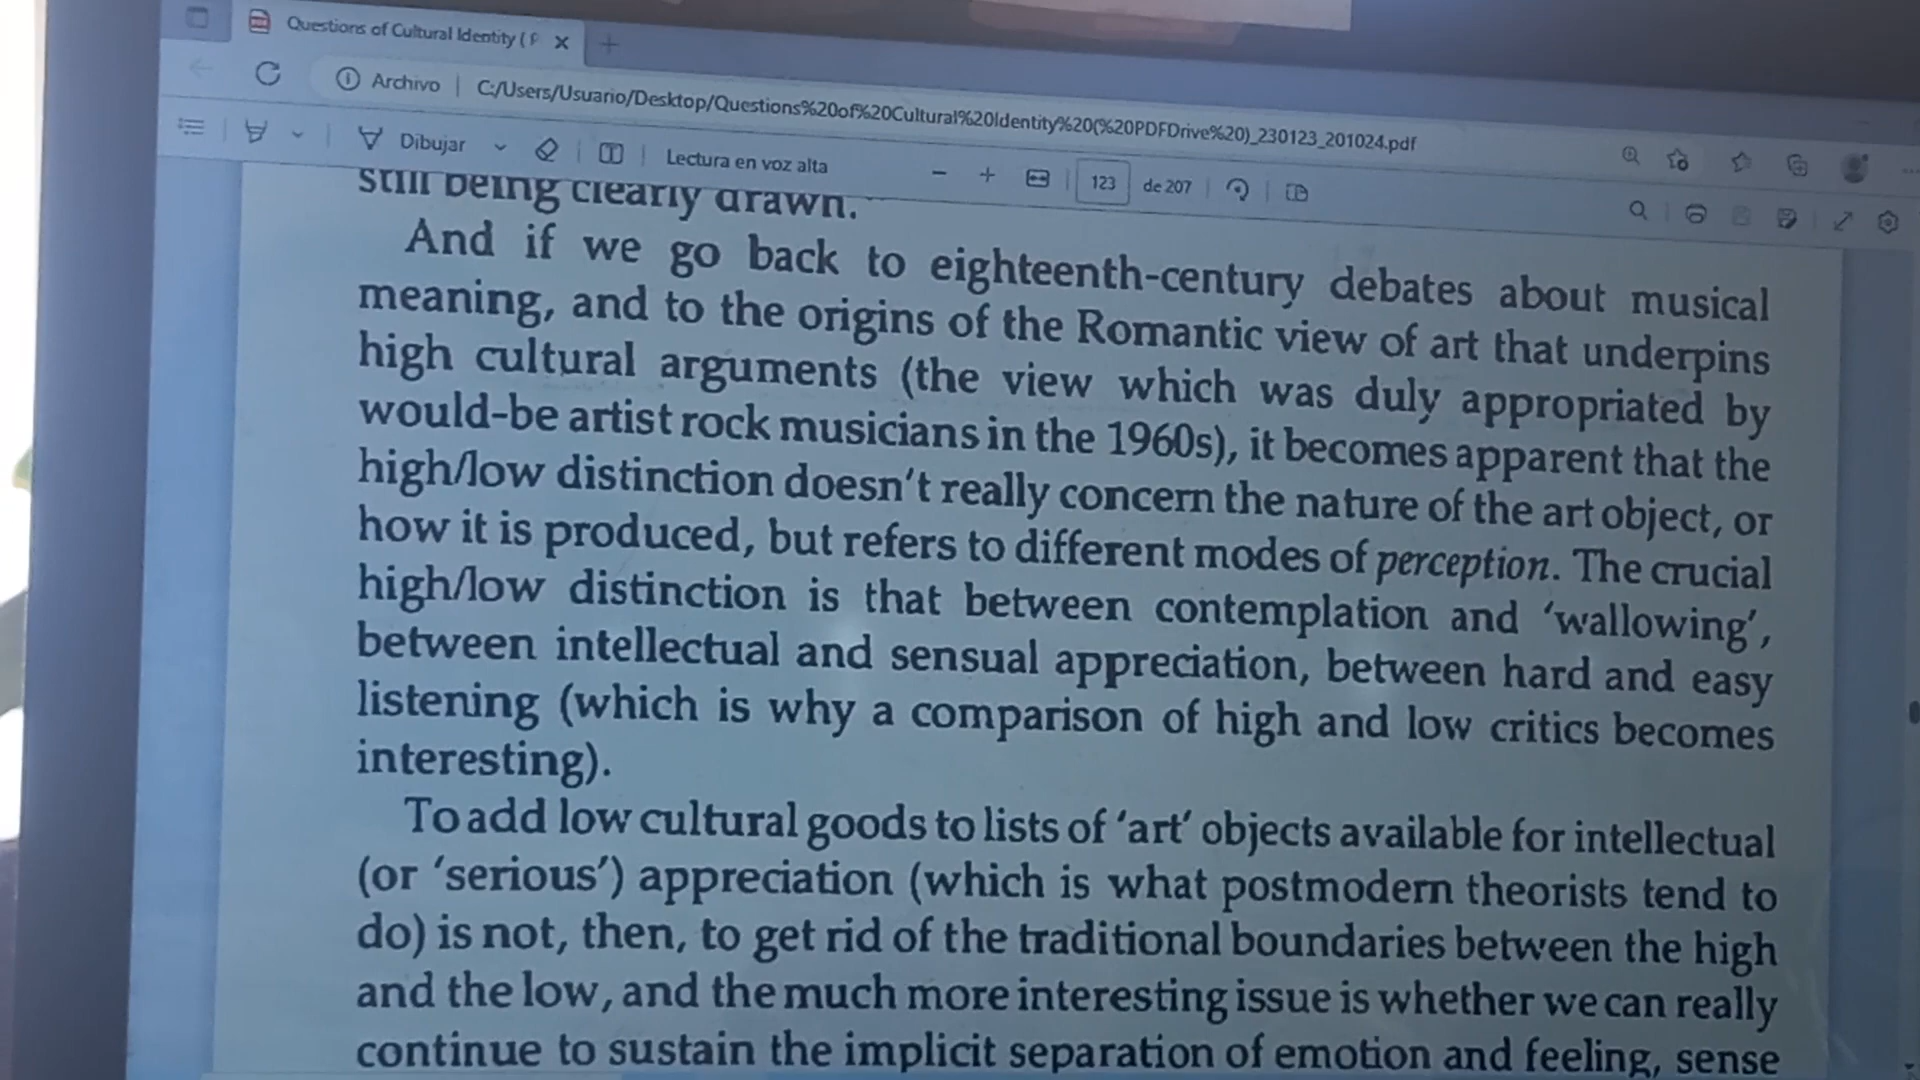 Questions of Cultural Identity ( P
Archivo | C:/Users/Usuario/Desktop/Questions%20of%20Cultural%20Identity%20(%20PDFDrive%20)_230123_201024.pdf
Dibujar
Lectura en voz alta
123 de 207
still being clearly drawn.
And if we go back to eighteenth-century debates about musical
meaning, and to the origins of the Romantic view of art that underpins
high cultural arguments (the view which was duly appropriated by
would-be artist rock musicians in the 1960s), it becomes apparent that the
high/low distinction doesn't really concern the nature of the art object, or
how it is produced, but refers to different modes of perception. The crucial
high/low distinction is that between contemplation and 'wallowing',
between intellectual and sensual appreciation, between hard and easy
listening (which is why a comparison of high and low critics becomes
interesting).
To add low cultural goods to lists of 'art' objects available for intellectual
(or 'serious') appreciation (which is what postmodern theorists tend to
do) is not, then, to get rid of the traditional boundaries between the high
and the low, and the much more interesting issue is whether we can really
continue to sustain the implicit separation of emotion and feeling, sense